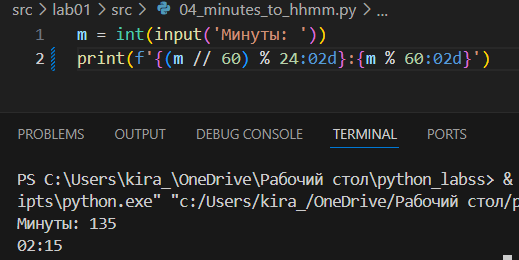 src > lab01 > src > 04_minutes_to_hhmm.py > ...
1 m = int(input('Минуты: '))
2 print(f'{(m // 60) % 24:02d}:{m % 60:02d}')
PROBLEMS OUTPUT DEBUG CONSOLE TERMINAL PORTS
PS C:\Users\kira_\OneDrive\Рабочий стол\python_labss> &
ipts\python.exe" "c:/Users/kira_/OneDrive/Рабочий стол/p
Минуты: 135
02:15